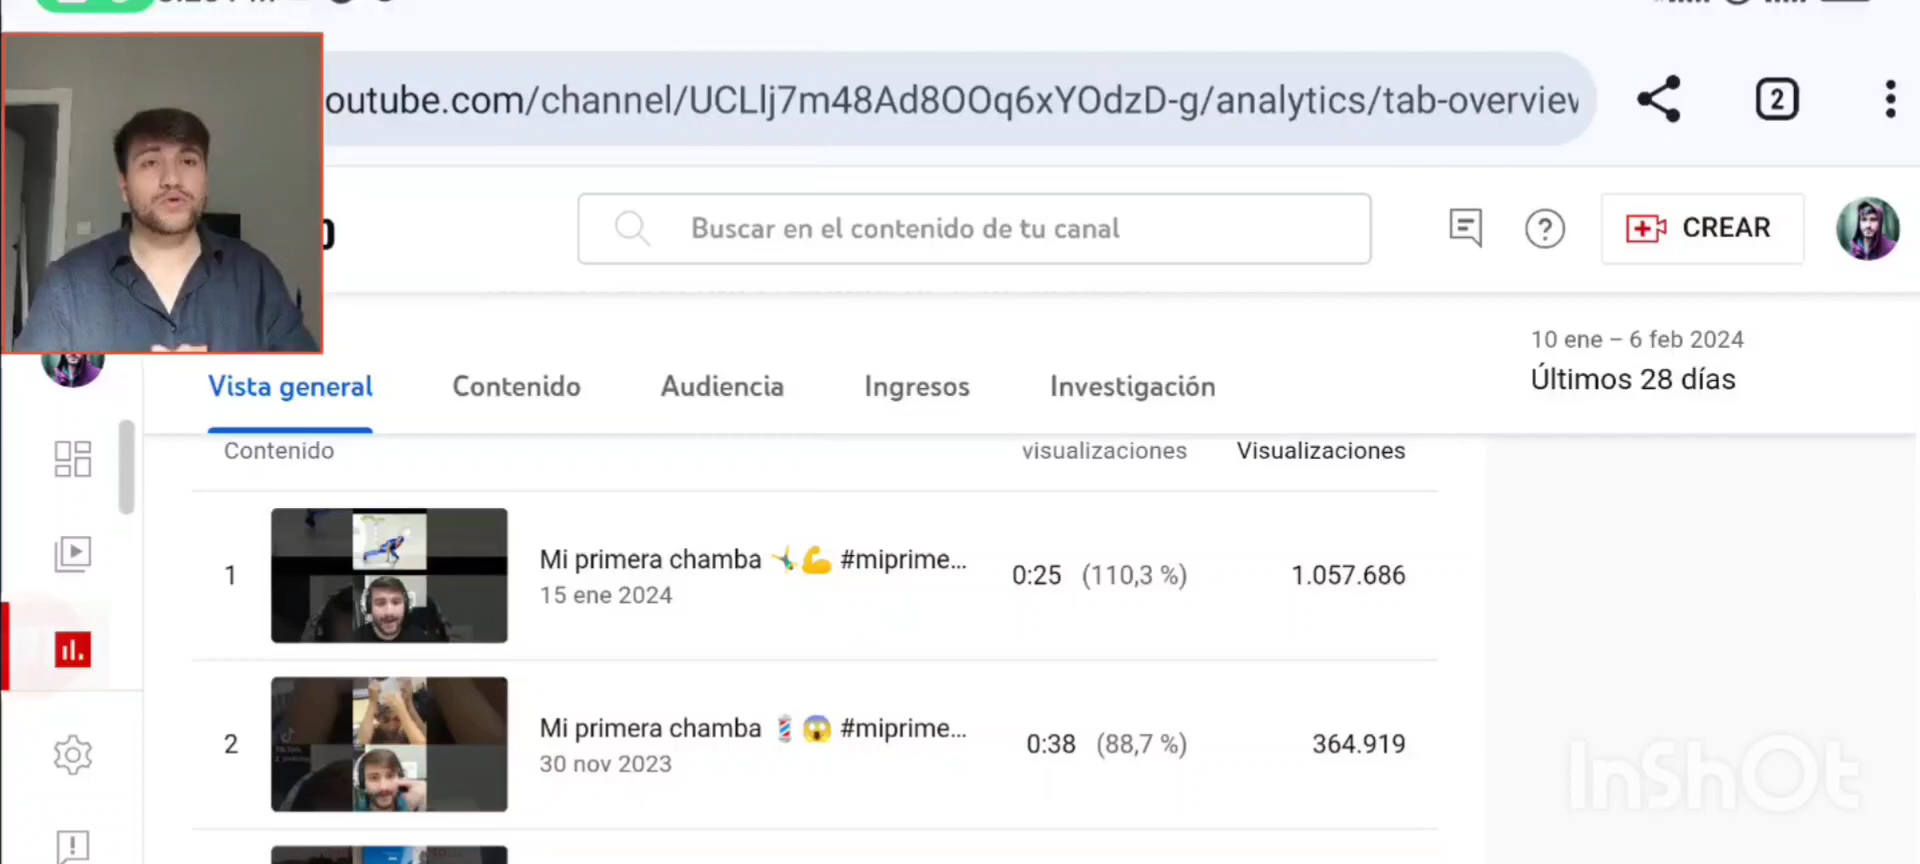 outube.com/channel/UCLlj7m48Ad8OOq6xYOdzD-g/analytics/tab-overview
2
Buscar en el contenido de tu canal
CREAR
10 ene – 6 feb 2024
Últimos 28 días
Vista general
Contenido
Audiencia
Ingresos
Investigación
Contenido
visualizaciones
Visualizaciones
1
Mi primera chamba 🤸💪 #miprime...
15 ene 2024
0:25 (110,3 %)
1.057.686
2
Mi primera chamba 💈😱 #miprime...
30 nov 2023
0:38 (88,7 %)
364.919
InShOt